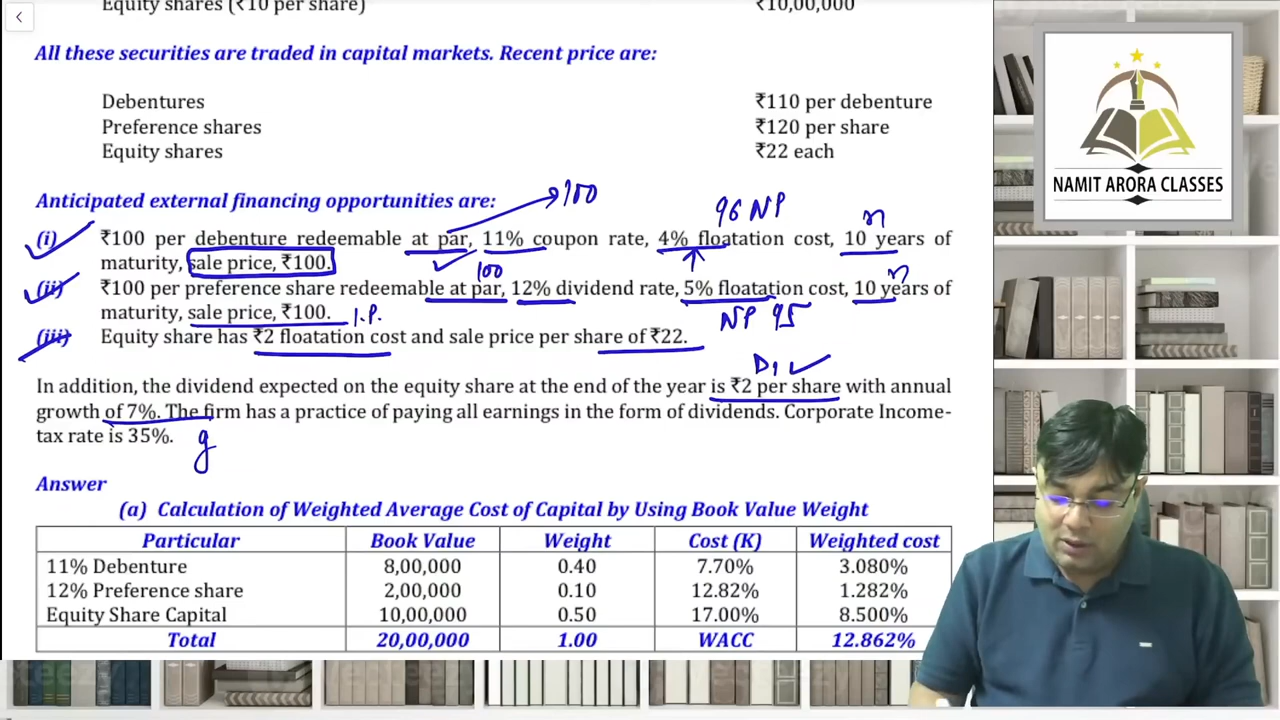 Equity shares (₹10 per share) ₹10,00,000
All these securities are traded in capital markets. Recent price are:
Debentures ₹110 per debenture
Preference shares ₹120 per share
Equity shares ₹22 each
Anticipated external financing opportunities are:
100
96 NP
n
(i) ₹100 per debenture redeemable at par, 11% coupon rate, 4% floatation cost, 10 years of
maturity, sale price, ₹100.
100
n
(ii) ₹100 per preference share redeemable at par, 12% dividend rate, 5% floatation cost, 10 years of
maturity, sale price, ₹100.
I.P.
NP 95
(iii) Equity share has ₹2 floatation cost and sale price per share of ₹22.
D1
In addition, the dividend expected on the equity share at the end of the year is ₹2 per share with annual
growth of 7%. The firm has a practice of paying all earnings in the form of dividends. Corporate Income-
tax rate is 35%.
g
Answer
(a) Calculation of Weighted Average Cost of Capital by Using Book Value Weight
Particular Book Value Weight Cost (K) Weighted cost
11% Debenture 8,00,000 0.40 7.70% 3.080%
12% Preference share 2,00,000 0.10 12.82% 1.282%
Equity Share Capital 10,00,000 0.50 17.00% 8.500%
Total 20,00,000 1.00 WACC 12.862%
NAMIT ARORA CLASSES